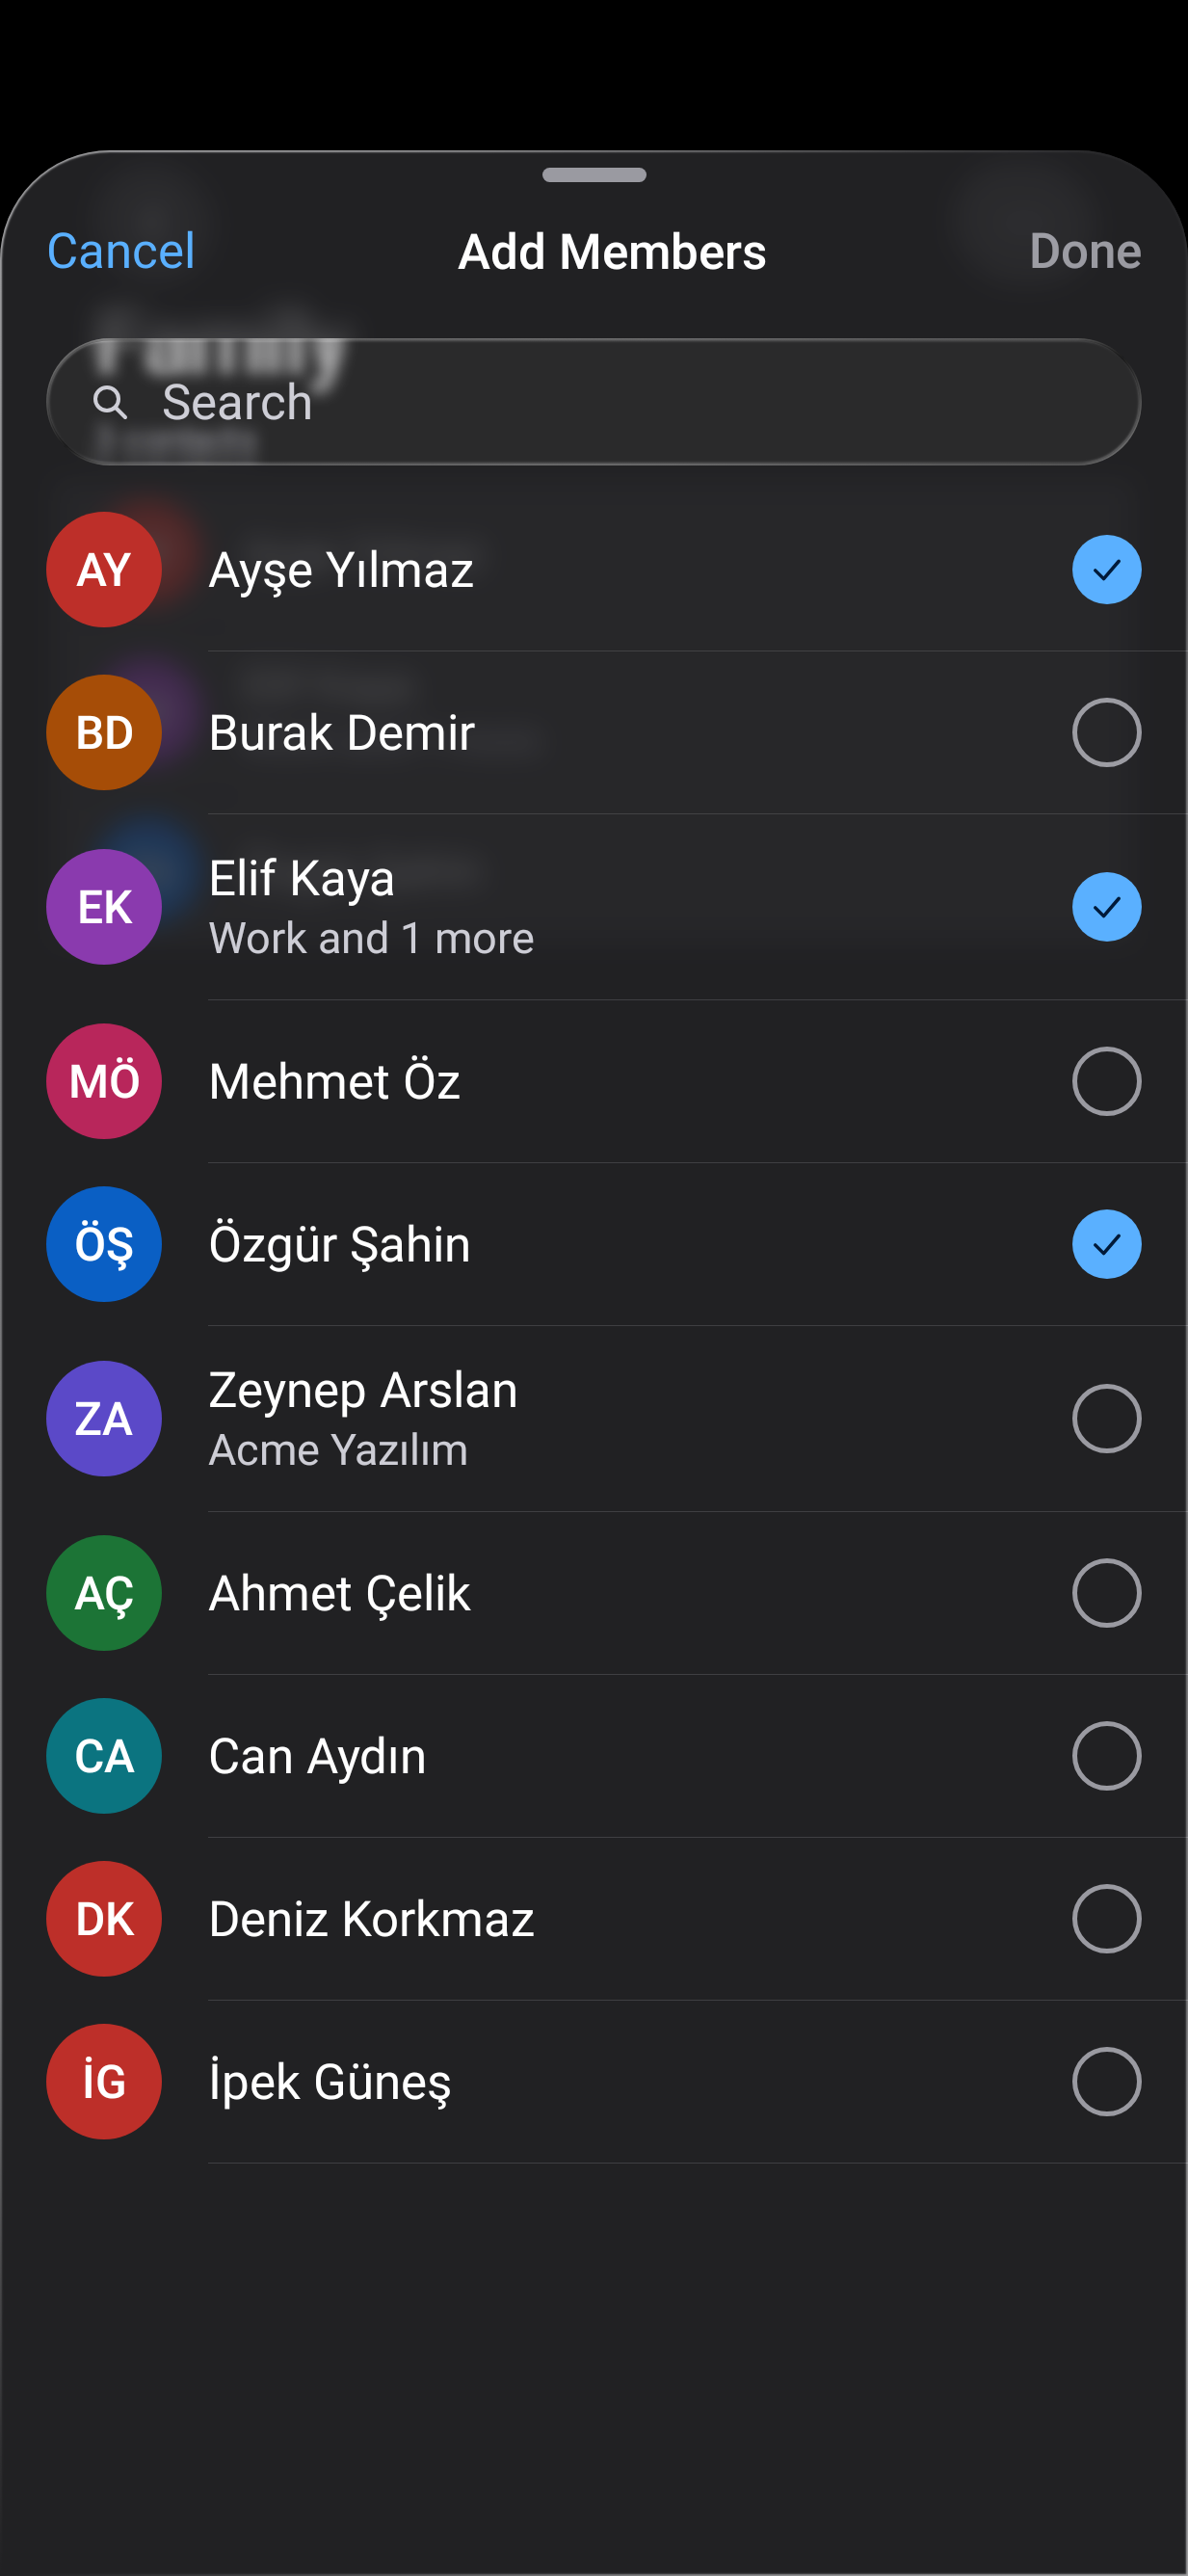 Cancel
Add Members
Done
Family
Search
AY
Ayşe Yılmaz
BD
Burak Demir
EK
Elif Kaya
Work and 1 more
MÖ
Mehmet Öz
ÖŞ
Özgür Şahin
ZA
Zeynep Arslan
Acme Yazılım
AÇ
Ahmet Çelik
CA
Can Aydın
DK
Deniz Korkmaz
İG
İpek Güneş